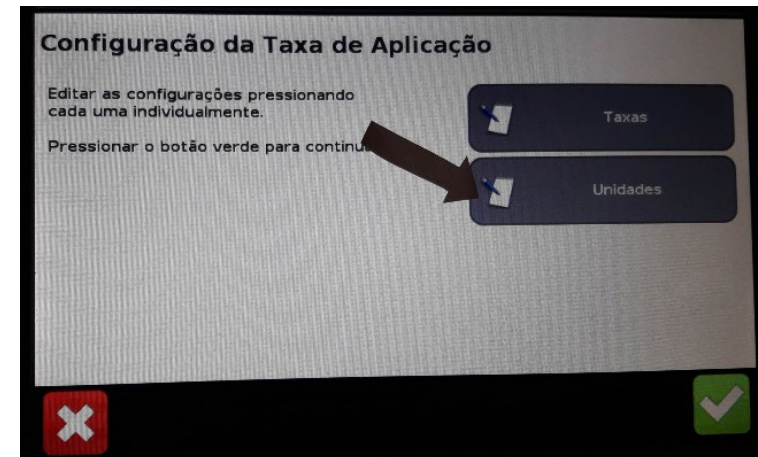 Configuração da Taxa de Aplicação
Editar as configurações pressionando
cada uma individualmente.
Pressionar o botão verde para continu
Taxas
Unidades